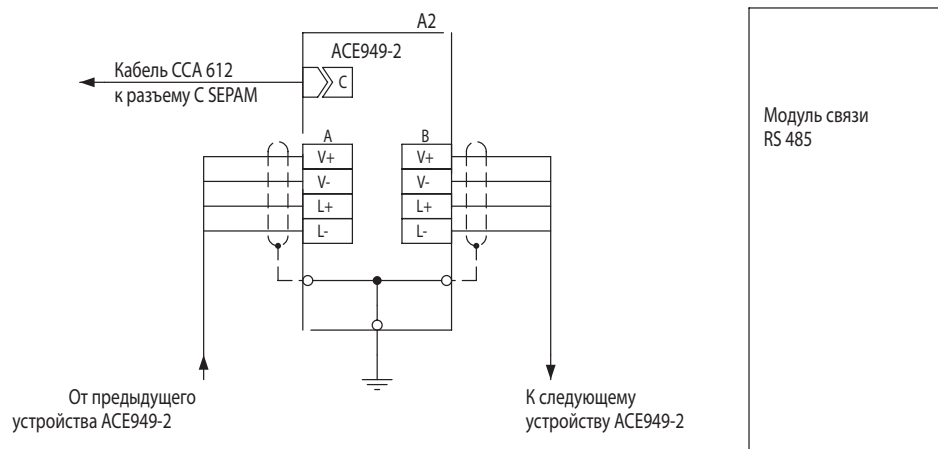 A2
ACE949-2
Кабель CCA 612
к разъему C SEPAM
C
Модуль связи
RS 485
A
B
V+
V+
V-
V-
L+
L+
L-
L-
От предыдущего
устройства ACE949-2
К следующему
устройству ACE949-2